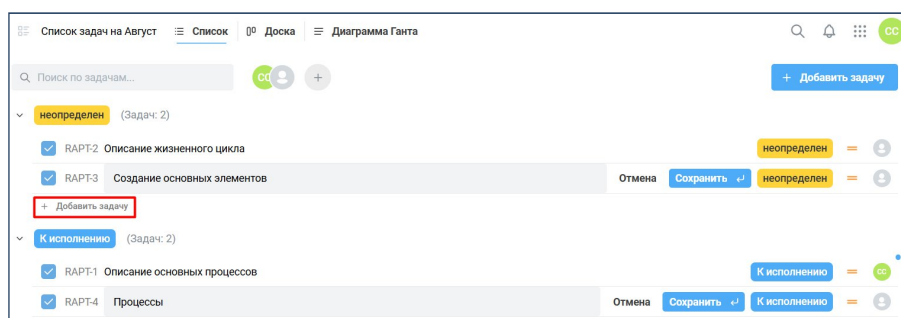 Список задач на Август Список Доска Диаграмма Ганта CC
Поиск по задачам... CC + + Добавить задачу
неопределен (Задач: 2)
RAPT-2 Описание жизненного цикла неопределен
RAPT-3 Создание основных элементов Отмена Сохранить неопределен
+ Добавить задачу
К исполнению (Задач: 2)
RAPT-1 Описание основных процессов К исполнению CC
RAPT-4 Процессы Отмена Сохранить К исполнению